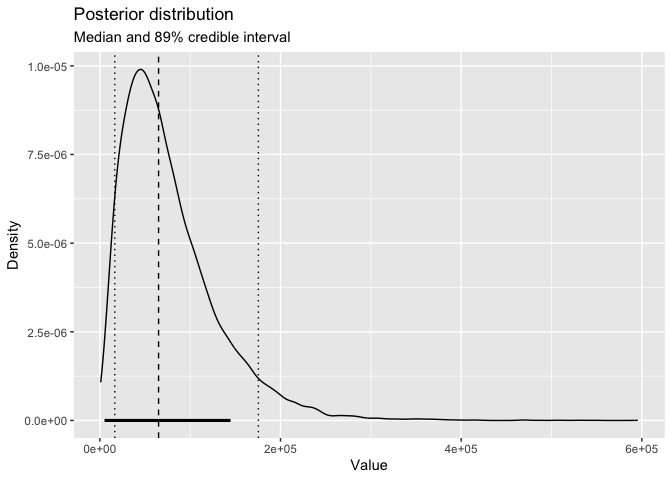 Posterior distribution
Median and 89% credible interval
1.0e-05
7.5e-06
5.0e-06
2.5e-06
0.0e+00
Density
0e+00 2e+05 4e+05 6e+05
Value